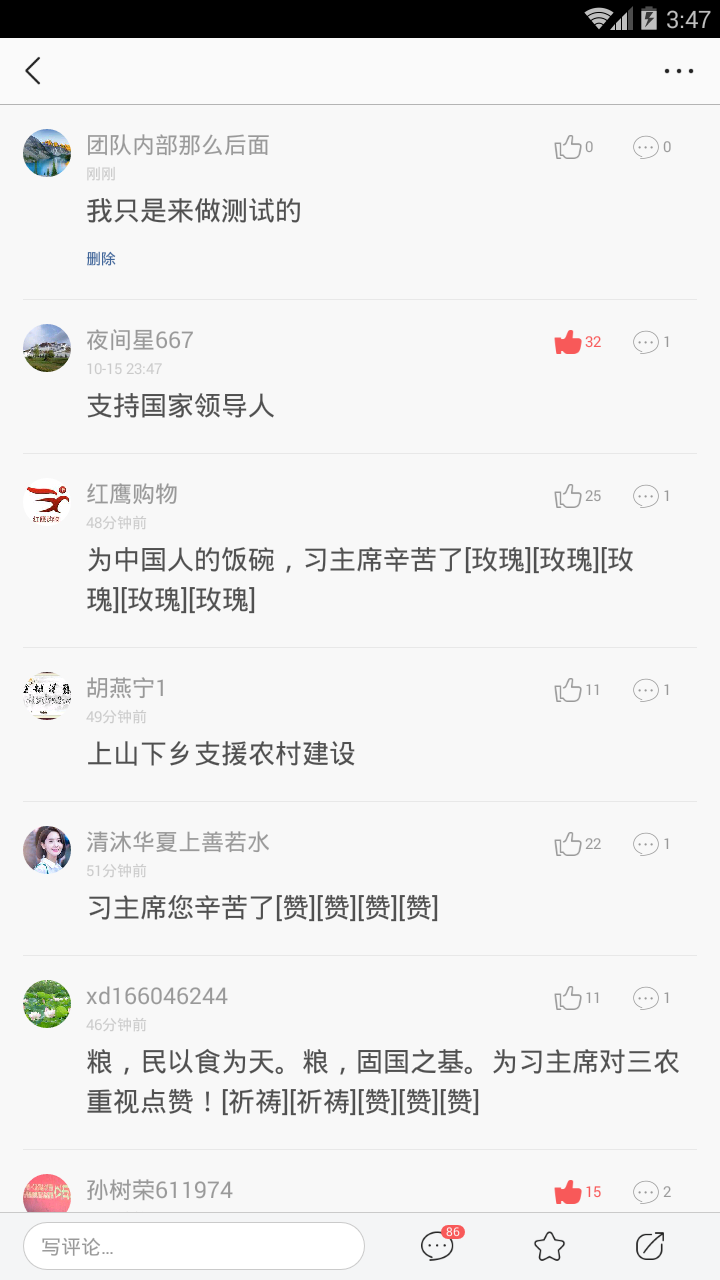 3:47
团队内部那么后面
0
0
刚刚
我只是来做测试的
删除
夜间星667
32
1
10-15 23:47
支持国家领导人
红鹰购物
25
1
48分钟前
为中国人的饭碗，习主席辛苦了[玫瑰][玫瑰][玫
瑰][玫瑰][玫瑰]
胡燕宁1
11
1
49分钟前
上山下乡支援农村建设
清沐华夏上善若水
22
1
51分钟前
习主席您辛苦了[赞][赞][赞][赞]
xd166046244
11
1
46分钟前
粮，民以食为天。粮，固国之基。为习主席对三农
重视点赞！[祈祷][祈祷][赞][赞][赞]
孙树荣611974
15
2
写评论...
86